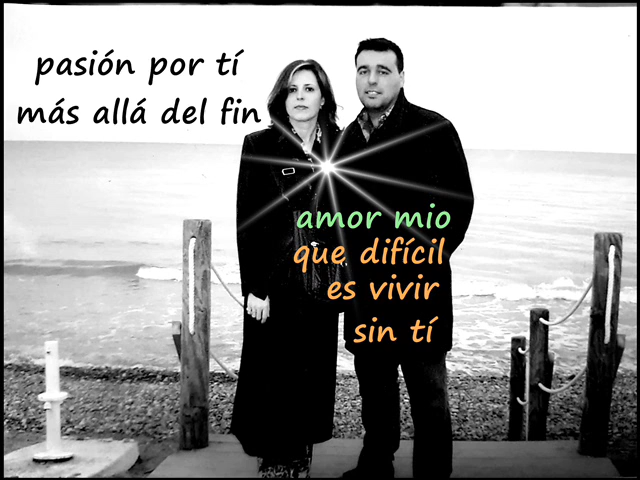 pasión por tí
más allá del fin
amor mio
que difícil
es vivir
sin tí